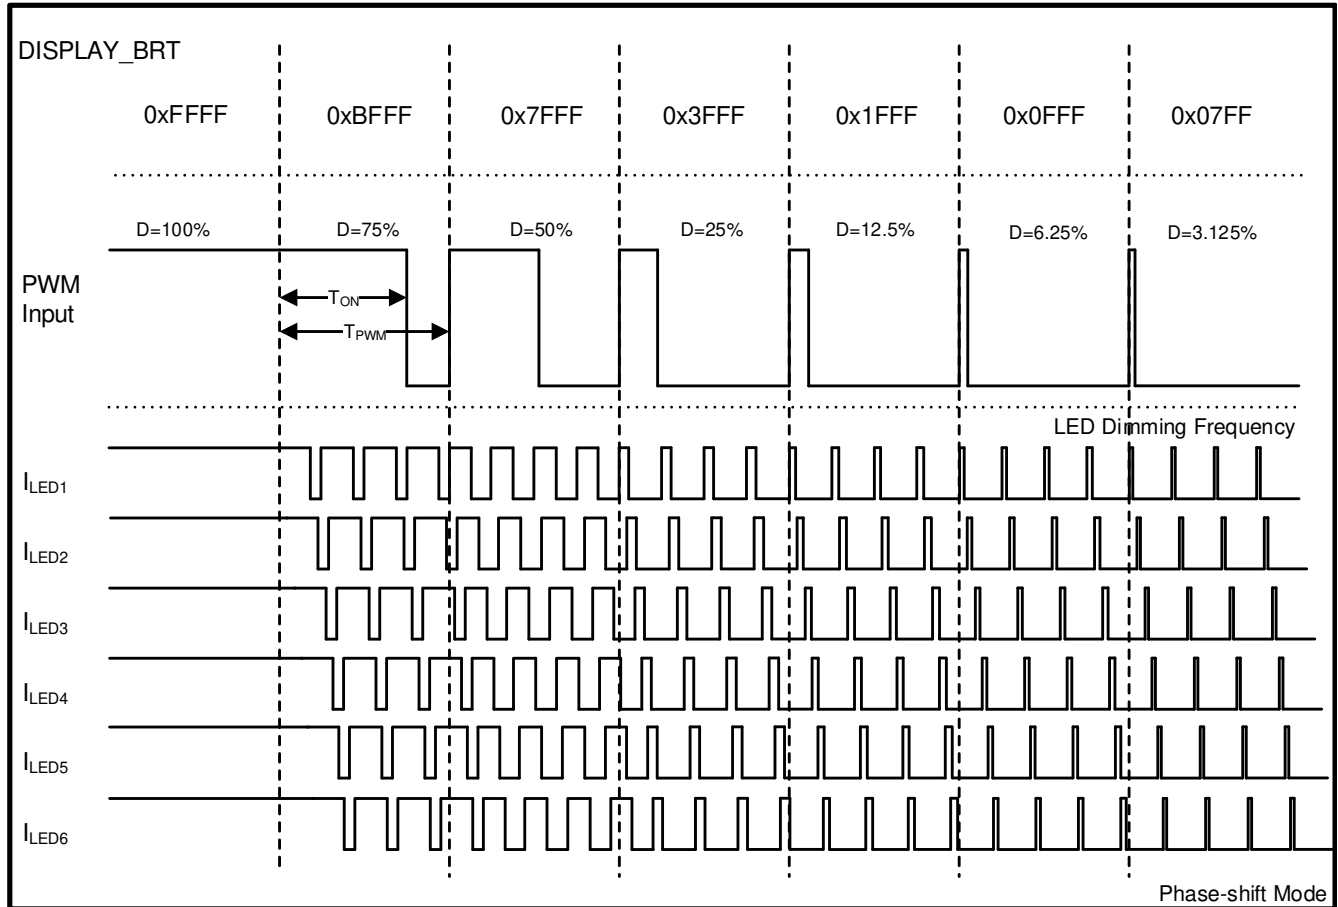 DISPLAY_BRT
0xFFFF 0xBFFF 0x7FFF 0x3FFF 0x1FFF 0x0FFF 0x07FF
D=100% D=75% D=50% D=25% D=12.5% D=6.25% D=3.125%
PWM
Input
TON
TPWM
LED Dimming Frequency
ILED1
ILED2
ILED3
ILED4
ILED5
ILED6
Phase-shift Mode